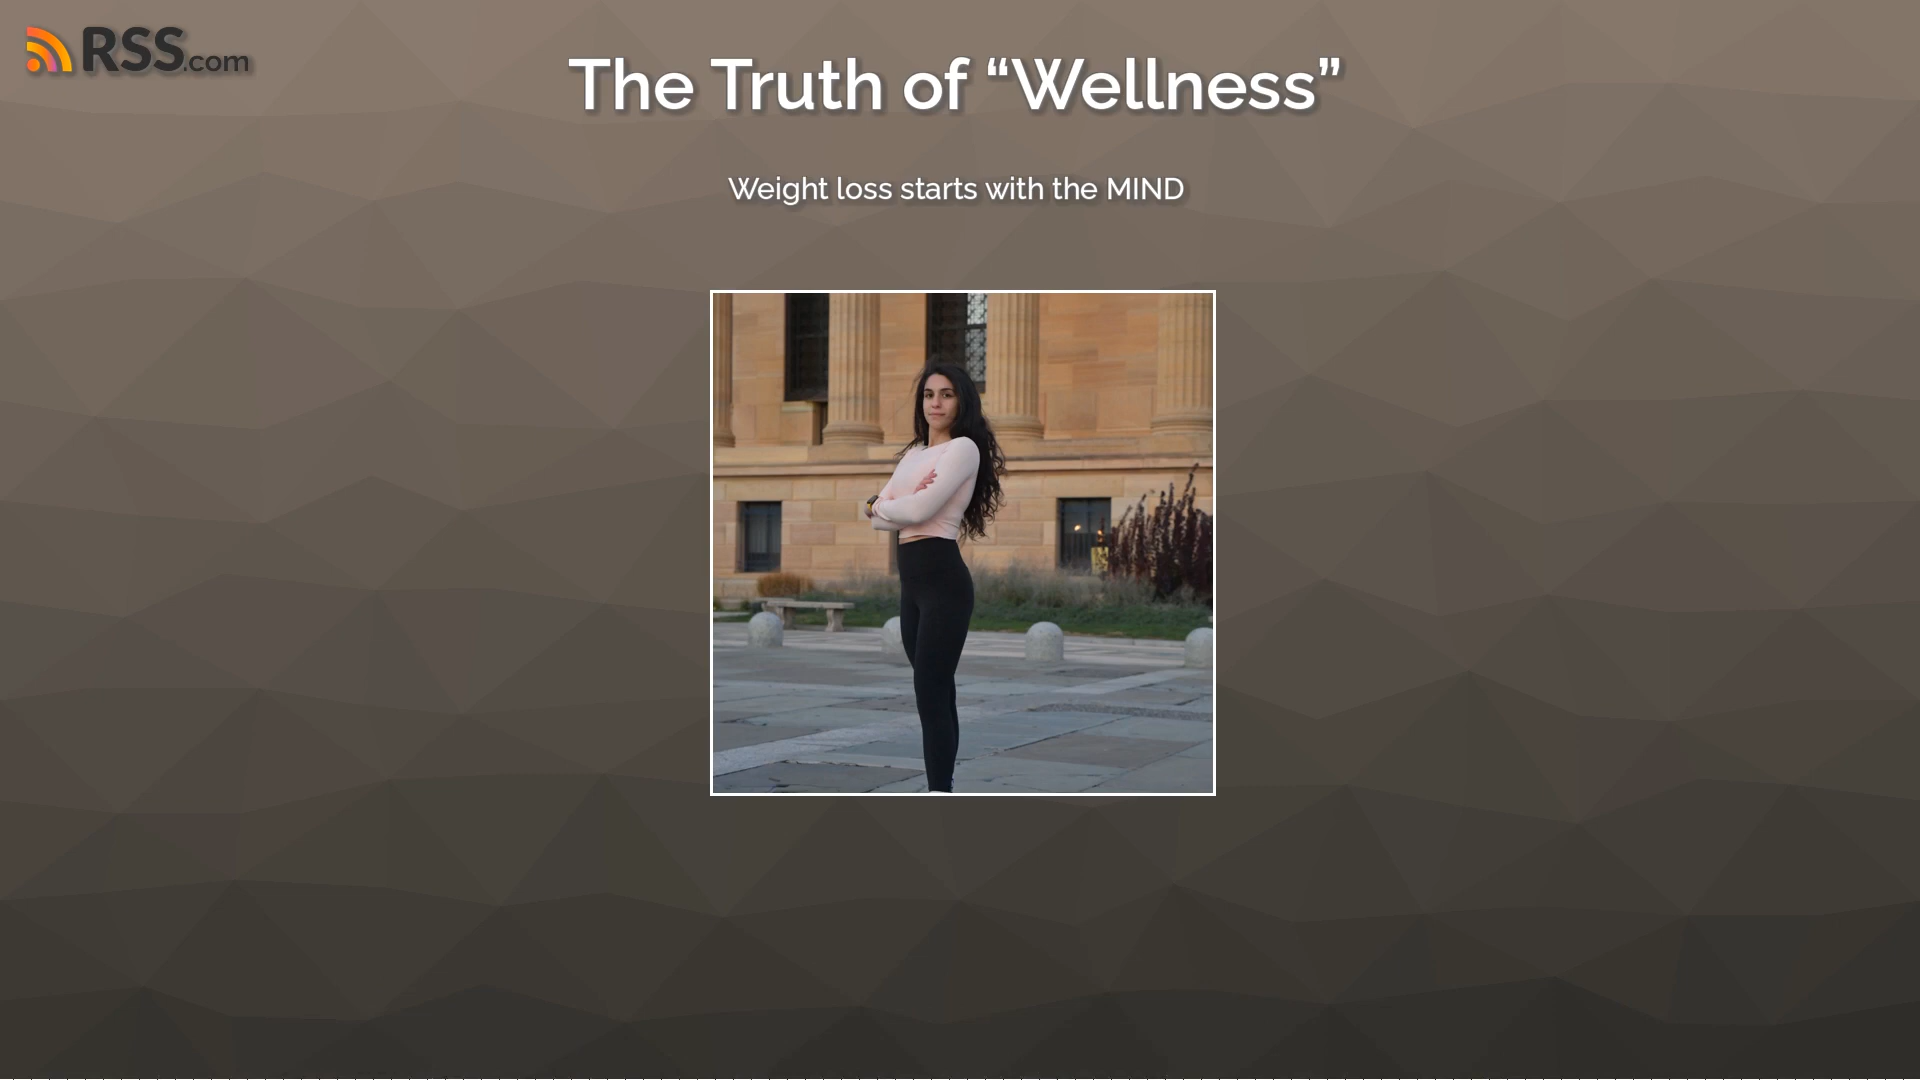 RSS.com
The Truth of “Wellness”
Weight loss starts with the MIND